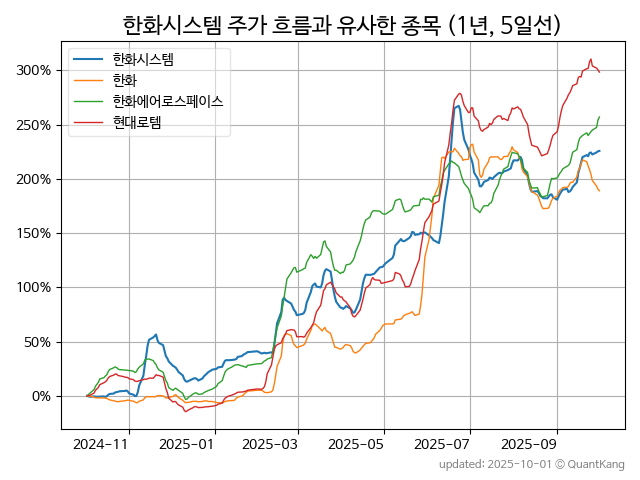 한화시스템 주가 흐름과 유사한 종목 (1년, 5일선)
한화시스템
한화
한화에어로스페이스
현대로템
300%
250%
200%
150%
100%
50%
0%
2024-11
2025-01
2025-03
2025-05
2025-07
2025-09
updated: 2025-10-01 © QuantKang